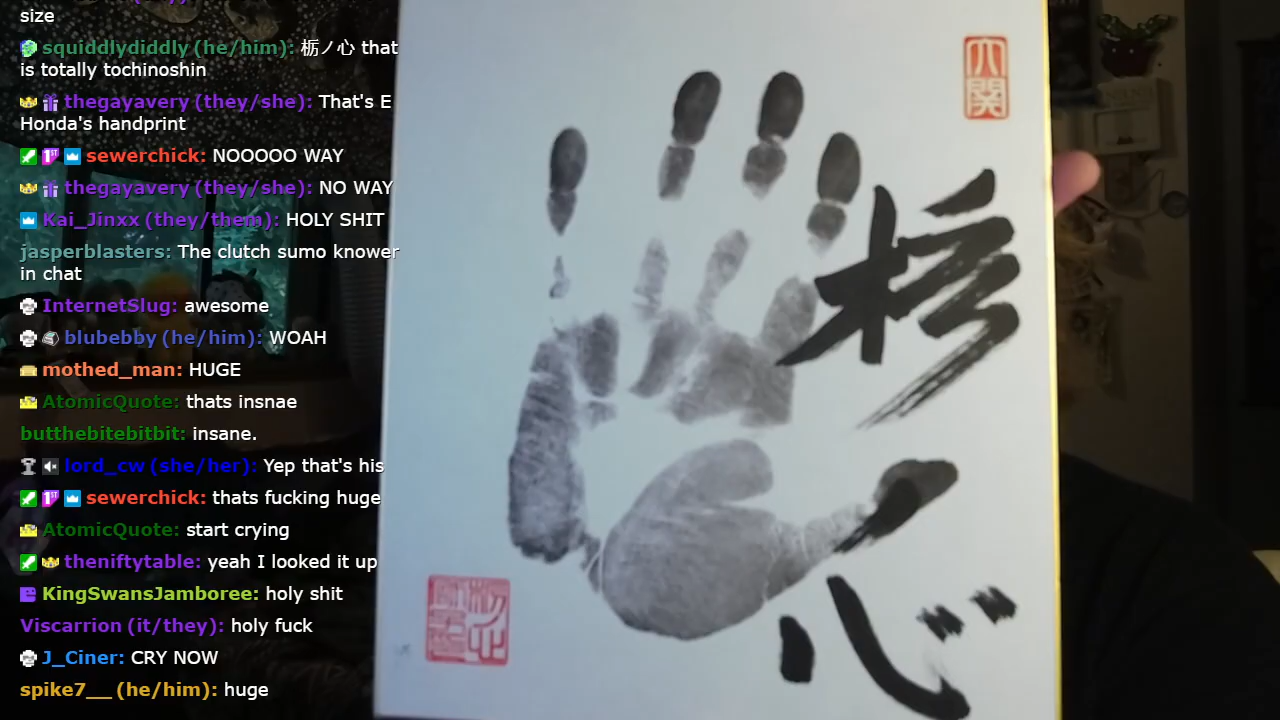 size
squiddlydiddly (he/him): 栃ノ心 that
is totally tochinoshin
thegayavery (they/she): That's E
Honda's handprint
sewerchick: NOOOOO WAY
thegayavery (they/she): NO WAY
Kai_Jinxx (they/them): HOLY SHIT
jasperblasters: The clutch sumo knower
in chat
InternetSlug: awesome
blubebby (he/him): WOAH
mothed_man: HUGE
AtomicQuote: thats insnae
butthebitebitbit: insane.
lord_cw (she/her): Yep that's his
sewerchick: thats fucking huge
AtomicQuote: start crying
theniftytable: yeah I looked it up
KingSwansJamboree: holy shit
Viscarrion (it/they): holy fuck
J_Ciner: CRY NOW
spike7__ (he/him): huge
大関
心